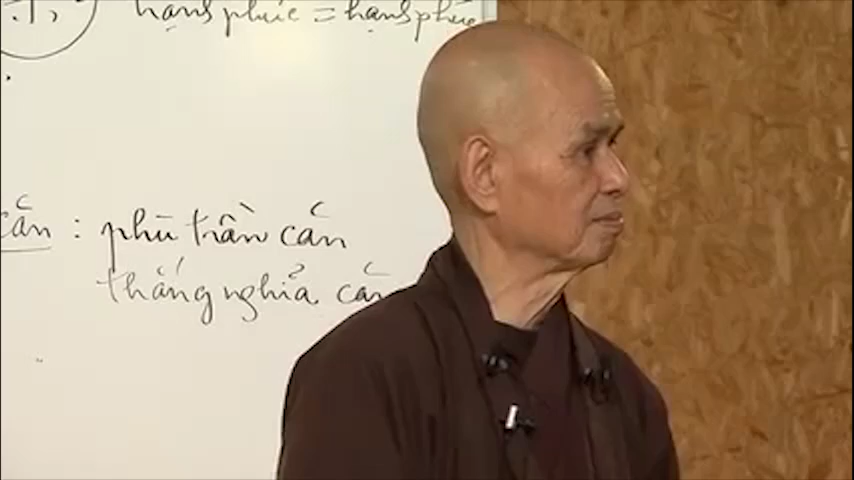 hạnh phúc = hạnh phúc
căn : phù trần căn
thắng nghĩa căn